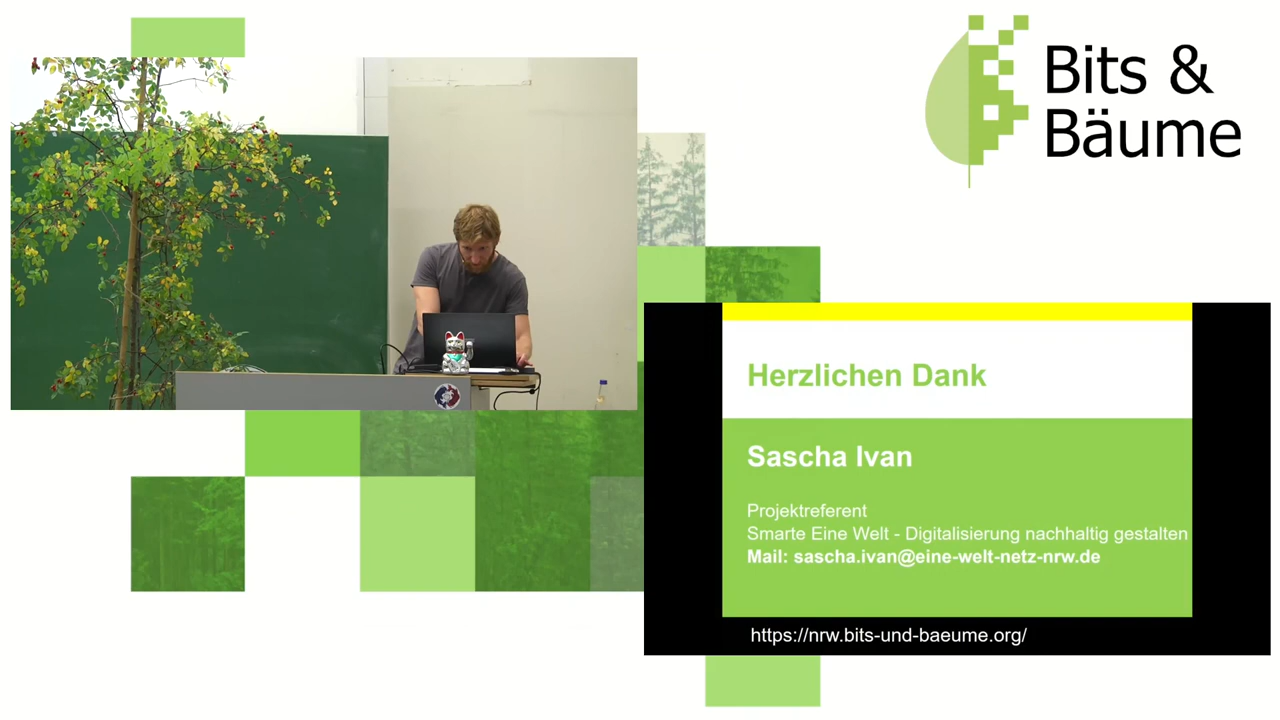 Bits &
Bäume
Herzlichen Dank
Sascha Ivan
Projektreferent
Smarte Eine Welt - Digitalisierung nachhaltig gestalten
Mail: sascha.ivan@eine-welt-netz-nrw.de
https://nrw.bits-und-baeume.org/